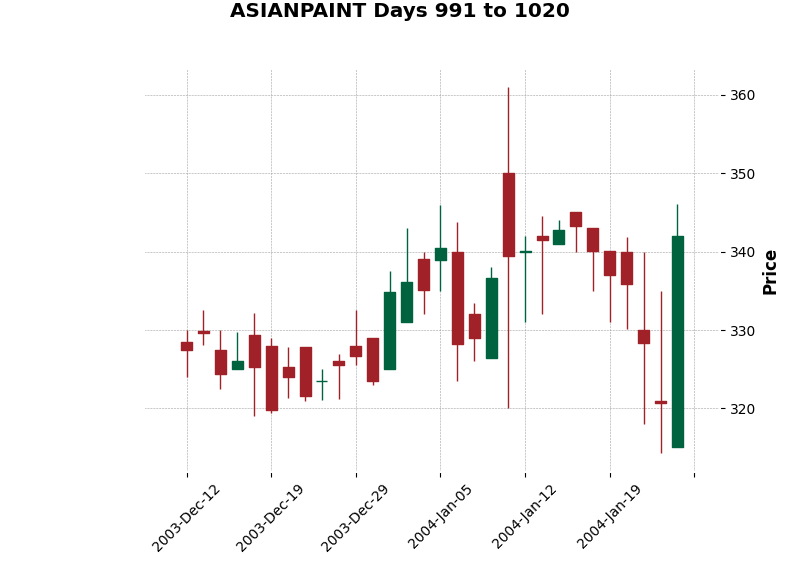 ASIANPAINT Days 991 to 1020
360
350
340
330
320
Price
2003-Dec-12
2003-Dec-19
2003-Dec-29
2004-Jan-05
2004-Jan-12
2004-Jan-19